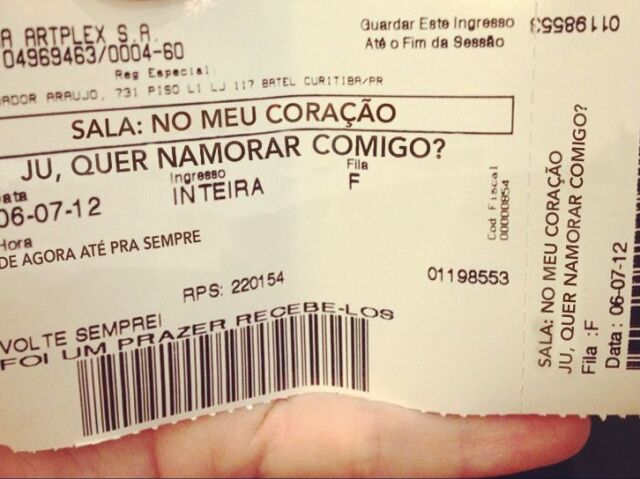 A ARTPLEX S.A.
04969463/0004-60
Reg Especial:
ADOR ARAUJO, 731 PISO L1 LJ 117 BATEL CURITIBA/PR
Guardar Este Ingresso
Até o Fim da Sessão
01198553
SALA: NO MEU CORAÇÃO
JU, QUER NAMORAR COMIGO?
Data
06-07-12
Ingresso
INTEIRA
Fila
F
Cod Fiscal
00000854
Hora
DE AGORA ATÉ PRA SEMPRE
RPS: 220154
01198553
VOLTE SEMPRE!
FOI UM PRAZER RECEBE-LOS
SALA: NO MEU CORAÇÃO
JU, QUER NAMORAR COMIGO?
Fila :F
Data: 06-07-12